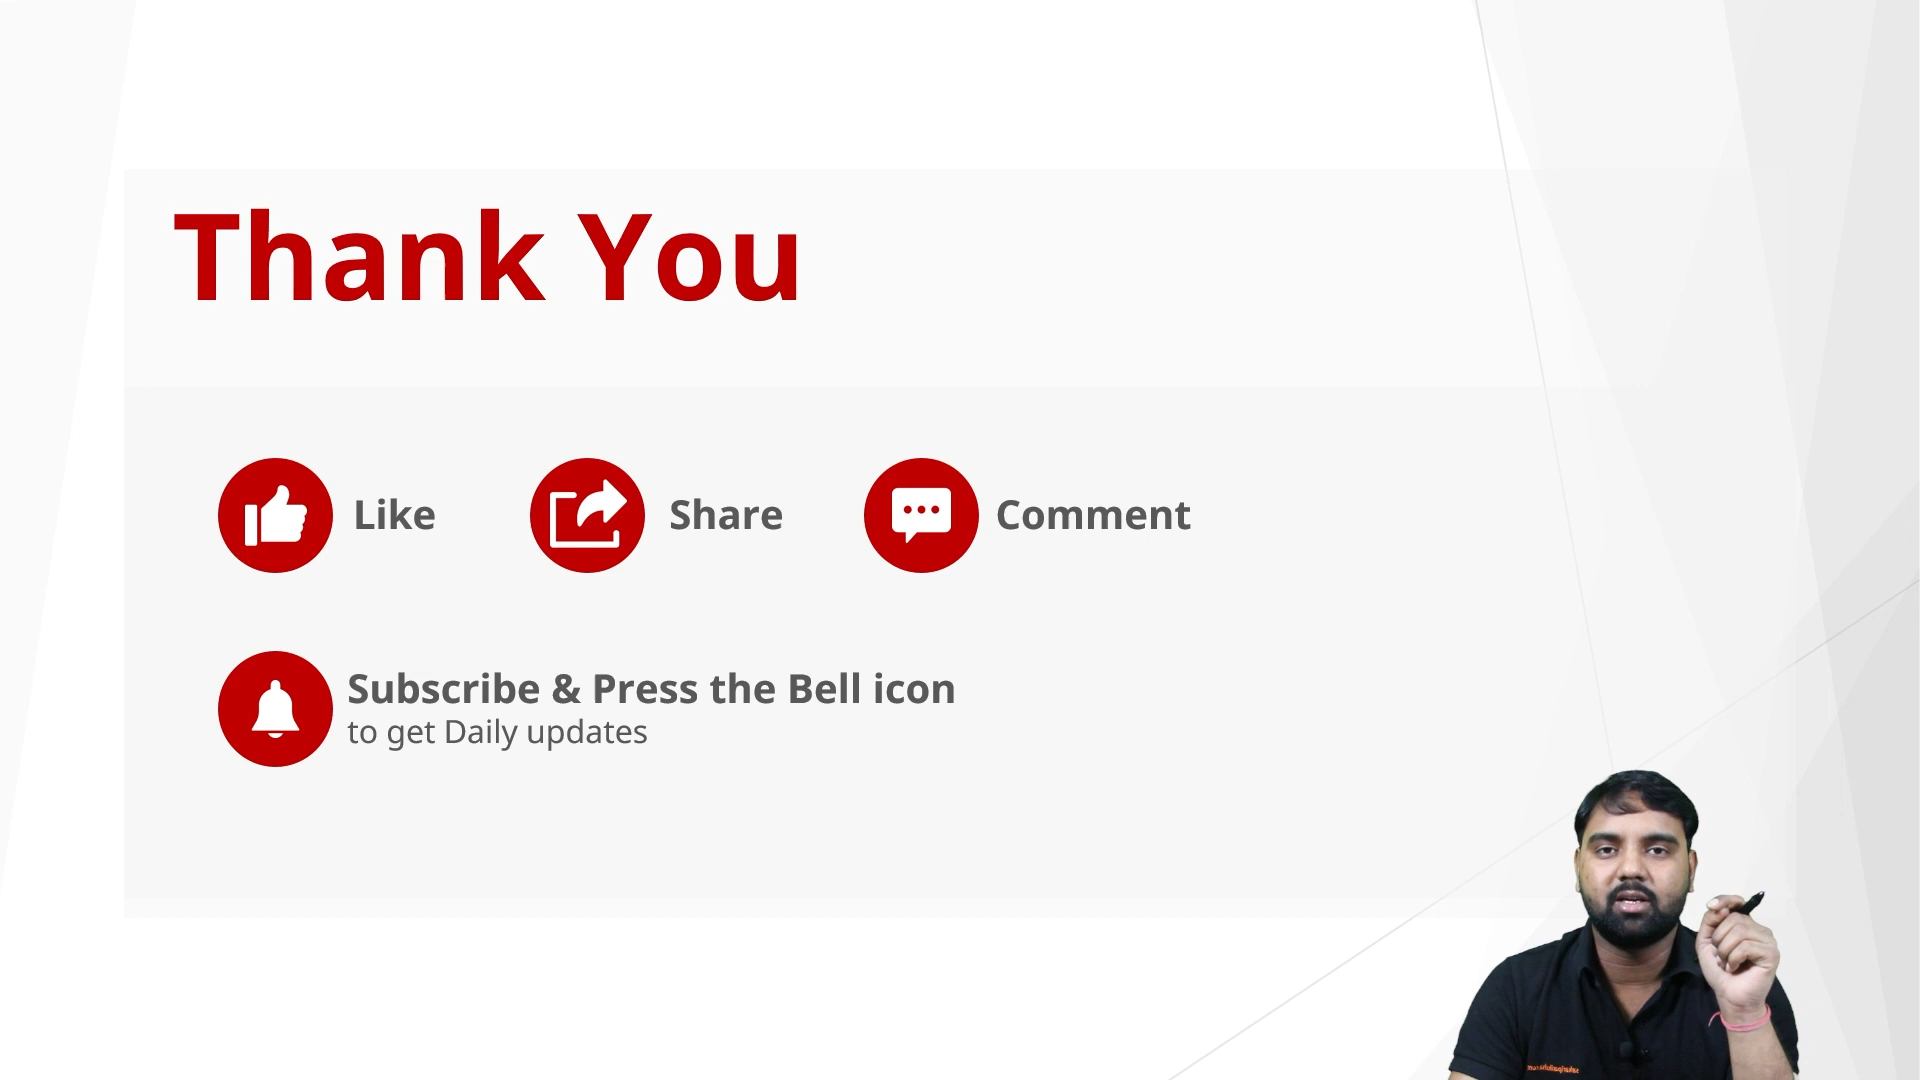 Thank You
Like
Share
Comment
Subscribe & Press the Bell icon
to get Daily updates